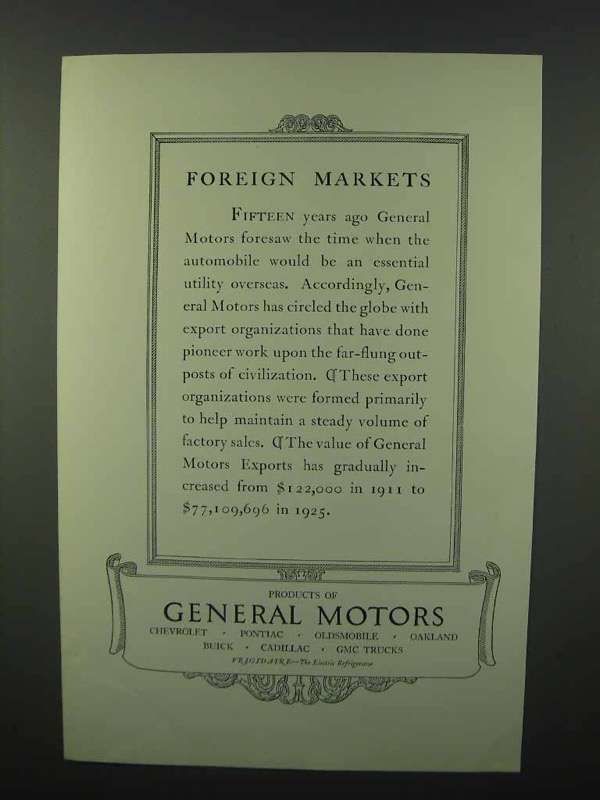 FOREIGN MARKETS
FIFTEEN years ago General
Motors foresaw the time when the
automobile would be an essential
utility overseas. Accordingly, Gen-
eral Motors has circled the globe with
export organizations that have done
pioneer work upon the far-flung out-
posts of civilization. ¶ These export
organizations were formed primarily
to help maintain a steady volume of
factory sales. ¶ The value of General
Motors Exports has gradually in-
creased from $122,000 in 1911 to
$77,109,696 in 1925.
PRODUCTS OF
GENERAL MOTORS
CHEVROLET · PONTIAC · OLDSMOBILE · OAKLAND
BUICK · CADILLAC · GMC TRUCKS
FRIGIDAIRE—The Electric Refrigerator